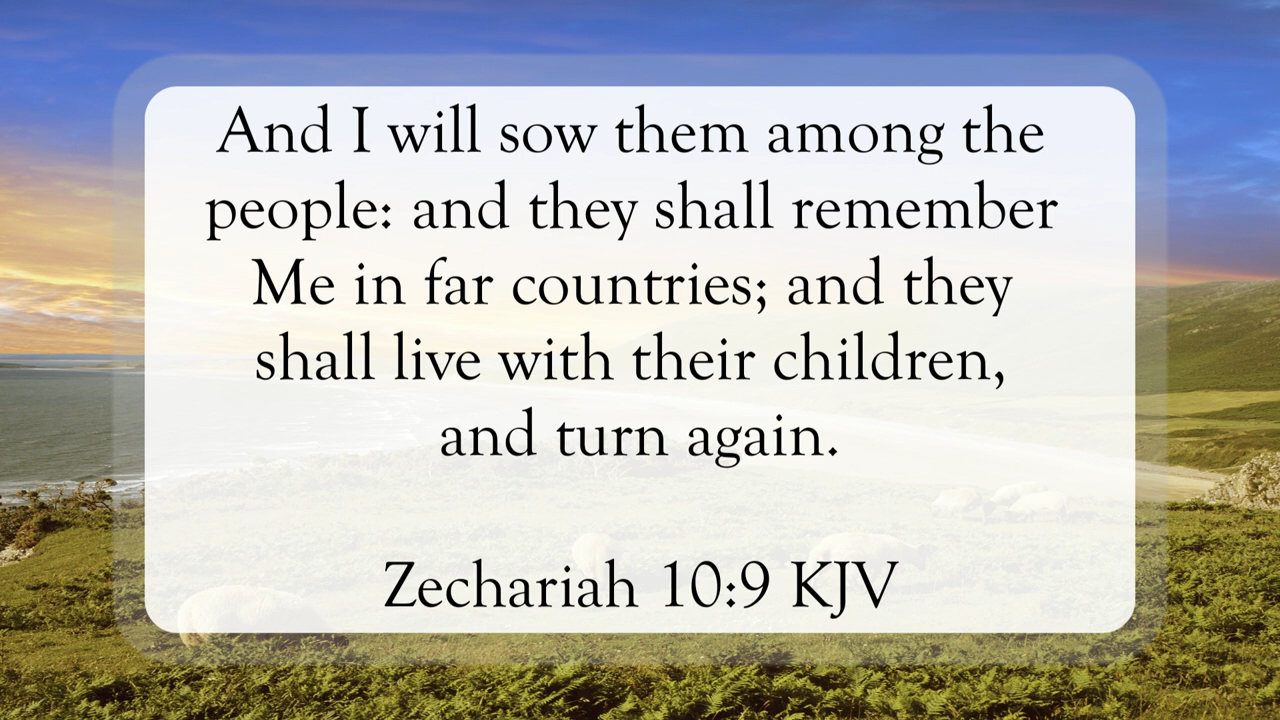 And I will sow them among the
people: and they shall remember
Me in far countries; and they
shall live with their children,
and turn again.
Zechariah 10:9 KJV